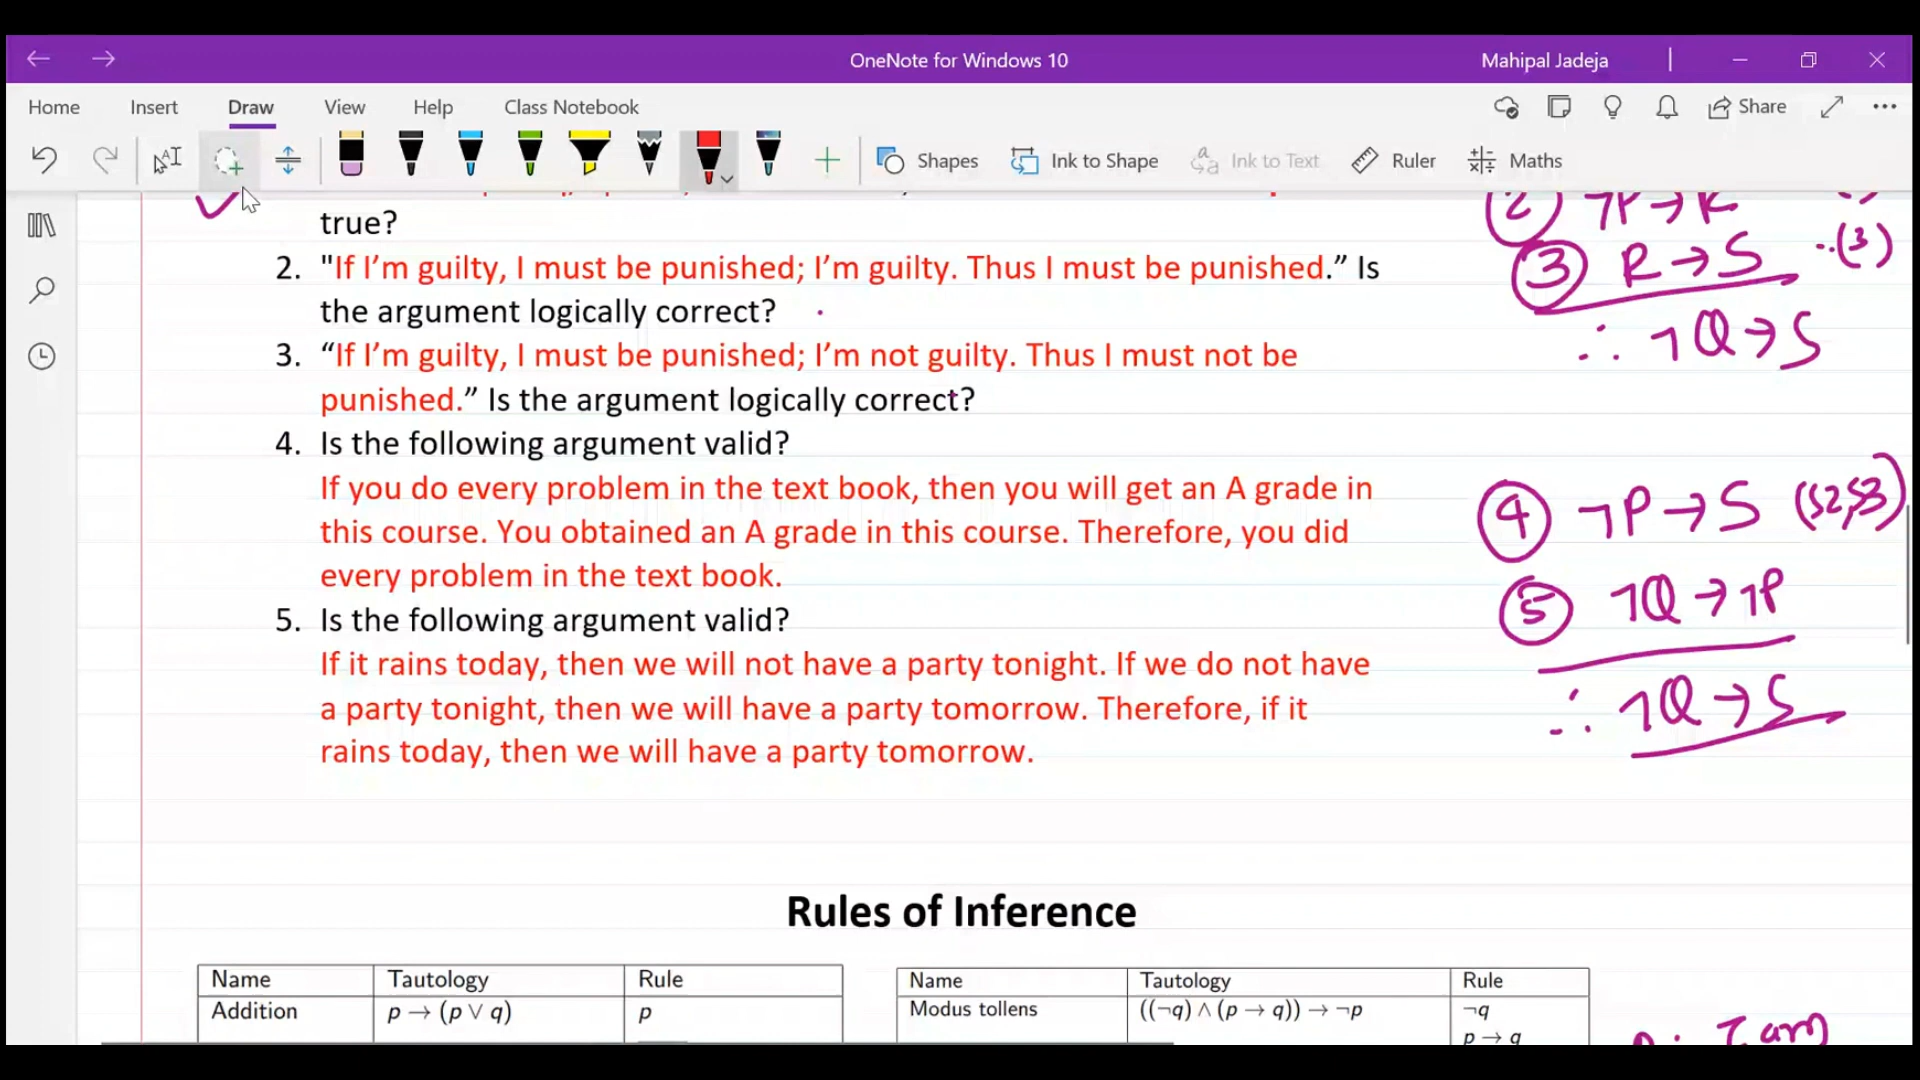 OneNote for Windows 10
Mahipal Jadeja
Home Insert Draw View Help Class Notebook
Share
Shapes Ink to Shape Ink to Text Ruler Maths
true?
2. "If I’m guilty, I must be punished; I’m guilty. Thus I must be punished.” Is
the argument logically correct?
3. “If I’m guilty, I must be punished; I’m not guilty. Thus I must not be
punished.” Is the argument logically correct?
4. Is the following argument valid?
If you do every problem in the text book, then you will get an A grade in
this course. You obtained an A grade in this course. Therefore, you did
every problem in the text book.
5. Is the following argument valid?
If it rains today, then we will not have a party tonight. If we do not have
a party tonight, then we will have a party tomorrow. Therefore, if it
rains today, then we will have a party tomorrow.
2 ¬P → R
3 R → S ..(3)
∴ ¬Q → S
4 ¬P → S (S2,S3)
5 ¬Q → ¬P
∴ ¬Q → S
Rules of Inference
Name Tautology Rule
Addition p → (p ∨ q) p
Name Tautology Rule
Modus tollens ((¬q) ∧ (p → q)) → ¬p ¬q
p → q
I am